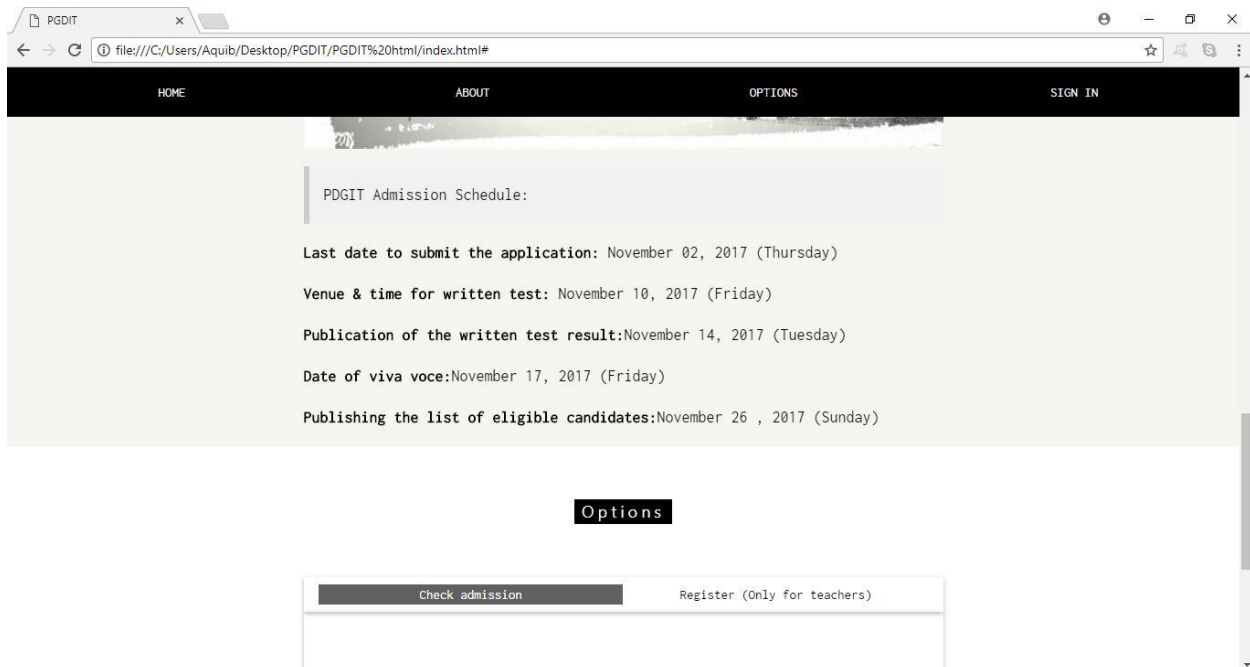 PGDIT
file:///C:/Users/Aquib/Desktop/PGDIT/PGDIT%20html/index.html#
HOME ABOUT OPTIONS SIGN IN
PDGIT Admission Schedule:
Last date to submit the application: November 02, 2017 (Thursday)
Venue & time for written test: November 10, 2017 (Friday)
Publication of the written test result:November 14, 2017 (Tuesday)
Date of viva voce:November 17, 2017 (Friday)
Publishing the list of eligible candidates:November 26 , 2017 (Sunday)
Options
Check admission Register (Only for teachers)